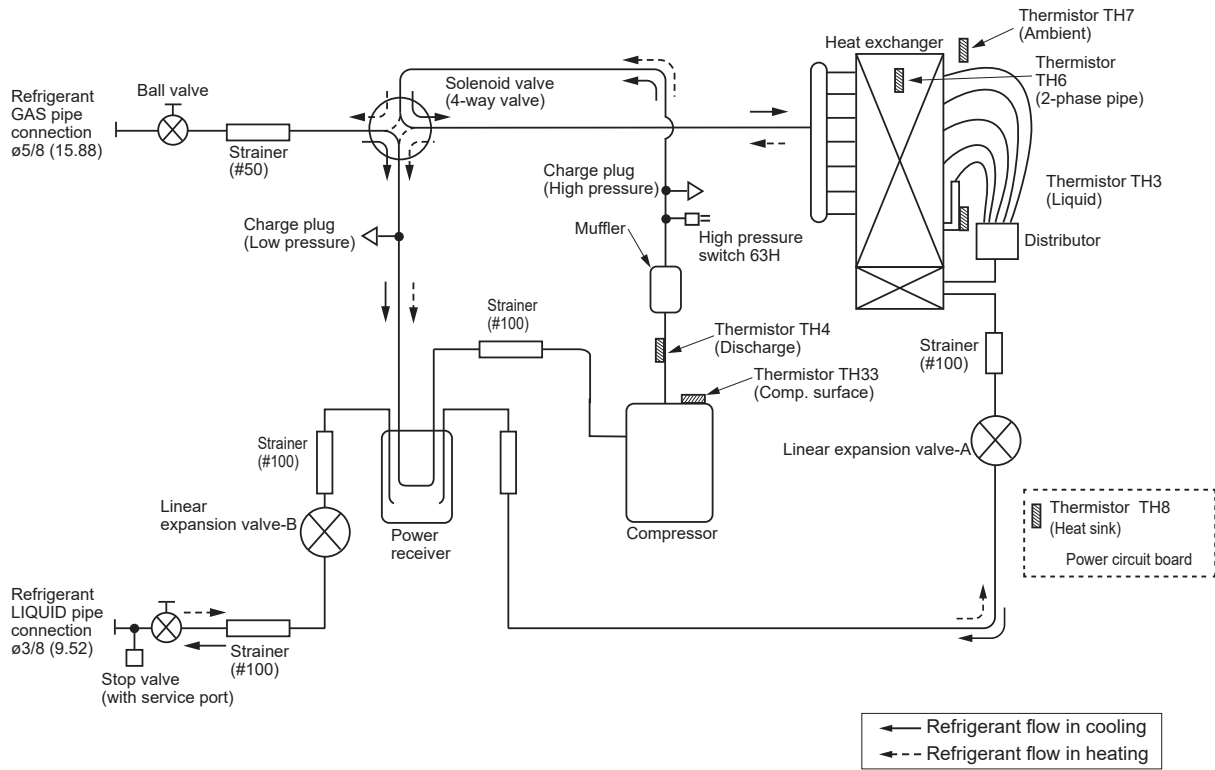 Thermistor TH7
(Ambient)
Heat exchanger
Thermistor
TH6
(2-phase pipe)
Solenoid valve
(4-way valve)
Ball valve
Refrigerant
GAS pipe
connection
ø5/8 (15.88)
Strainer
(#50)
Charge plug
(High pressure)
Thermistor TH3
(Liquid)
Charge plug
(Low pressure)
Muffler
High pressure
switch 63H
Distributor
Strainer
(#100)
Thermistor TH4
(Discharge)
Strainer
(#100)
Thermistor TH33
(Comp. surface)
Strainer
(#100)
Linear expansion valve-A
Linear
expansion valve-B
Thermistor TH8
(Heat sink)
Power circuit board
Power
receiver
Compressor
Refrigerant
LIQUID pipe
connection
ø3/8 (9.52)
Strainer
(#100)
Stop valve
(with service port)
Refrigerant flow in cooling
Refrigerant flow in heating